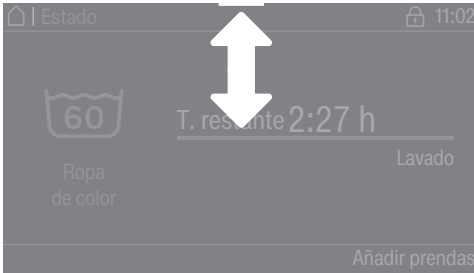 Estado
11:02
60
T. restante 2:27 h
Lavado
Ropa
de color
Añadir prendas